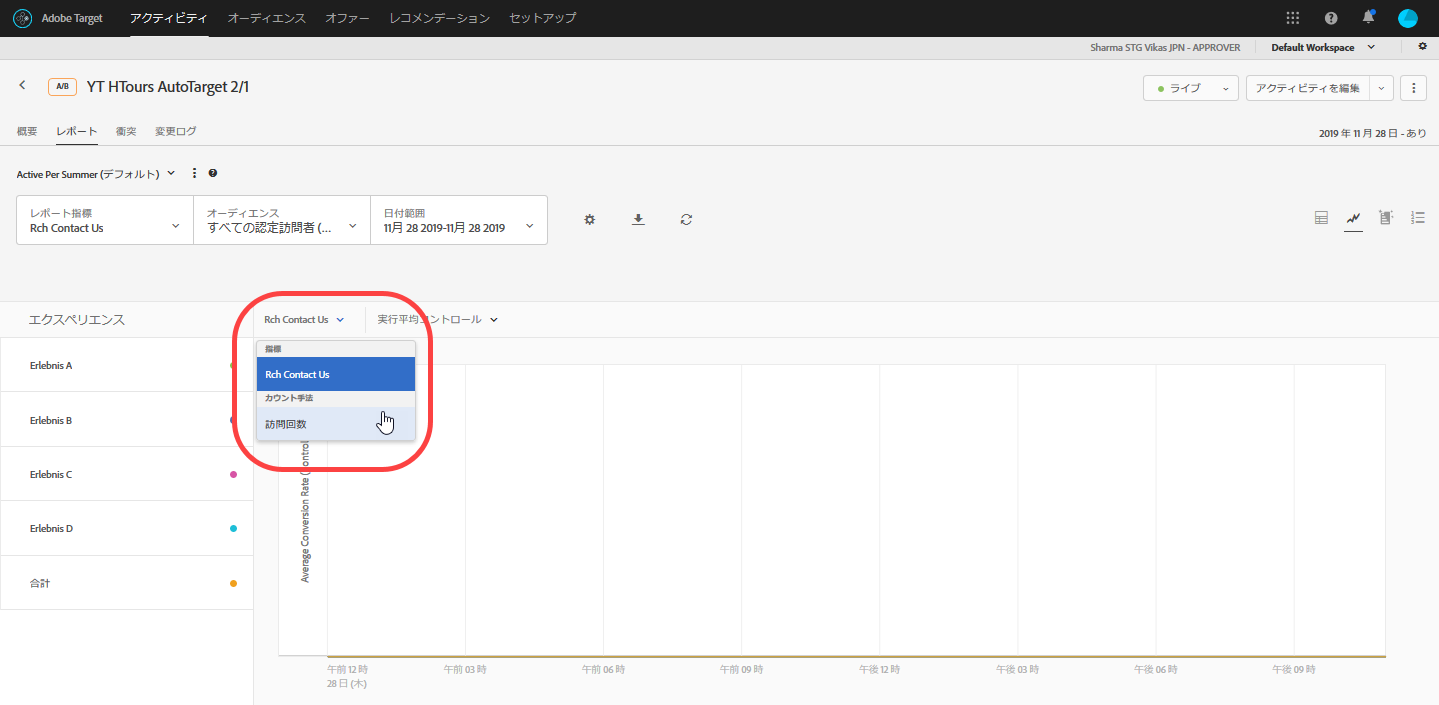 Adobe Target アクティビティ オーディエンス オファー レコメンデーション セットアップ
Sharma STG Vikas JPN - APPROVER Default Workspace
A/B YT HTours AutoTarget 2/1 ライブ アクティビティを編集
概要 レポート 衝突 変更ログ 2019 年 11 月 28 日 - あり
Active Per Summer (デフォルト)
レポート指標 オーディエンス 日付範囲
Rch Contact Us すべての認定訪問者 (... 11月 28 2019-11月 28 2019
エクスペリエンス Rch Contact Us 実行平均コントロール
指標
Erlebnis A Rch Contact Us
カウント手法
Erlebnis B 訪問回数
Erlebnis C
Erlebnis D
合計
Average Conversion Rate
午前 12 時 午前 03 時 午前 06 時 午前 09 時 午後 12 時 午後 03 時 午後 06 時 午後 09 時
28 日 (木)